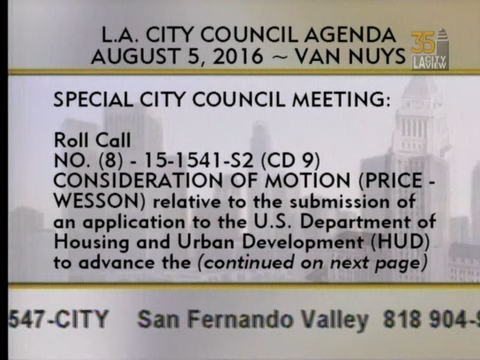 L.A. CITY COUNCIL AGENDA
AUGUST 5, 2016 ~ VAN NUYS
35
LACITY
VIEW
SPECIAL CITY COUNCIL MEETING:
Roll Call
NO. (8) - 15-1541-S2 (CD 9)
CONSIDERATION OF MOTION (PRICE -
WESSON) relative to the submission of
an application to the U.S. Department of
Housing and Urban Development (HUD)
to advance the (continued on next page)
547-CITY San Fernando Valley 818 904-9